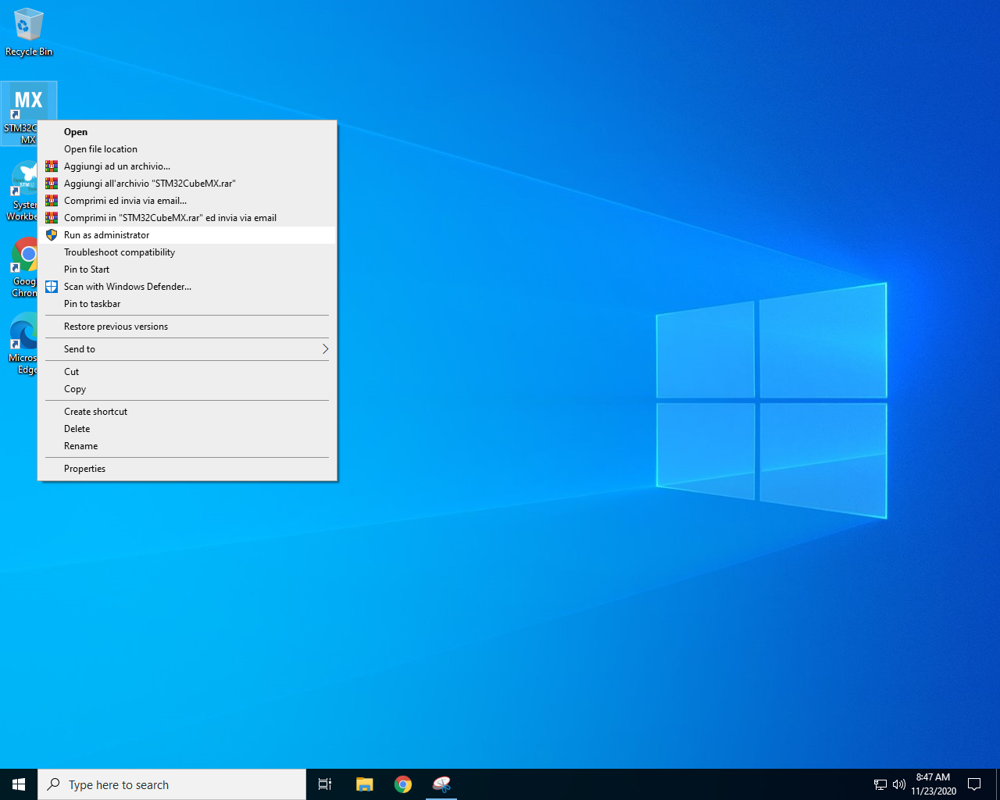 Recycle Bin
MX
STM32C
MX
Open
Open file location
Aggiungi ad un archivio...
Aggiungi all'archivio "STM32CubeMX.rar"
Comprimi ed invia via email...
Comprimi in "STM32CubeMX.rar" ed invia via email
Run as administrator
Troubleshoot compatibility
Pin to Start
Scan with Windows Defender...
Pin to taskbar
Restore previous versions
Send to
Cut
Copy
Create shortcut
Delete
Rename
Properties
STM32
Syste
Workbe
Goog
Chro
Micros
Edge
Type here to search
8:47 AM
11/23/2020